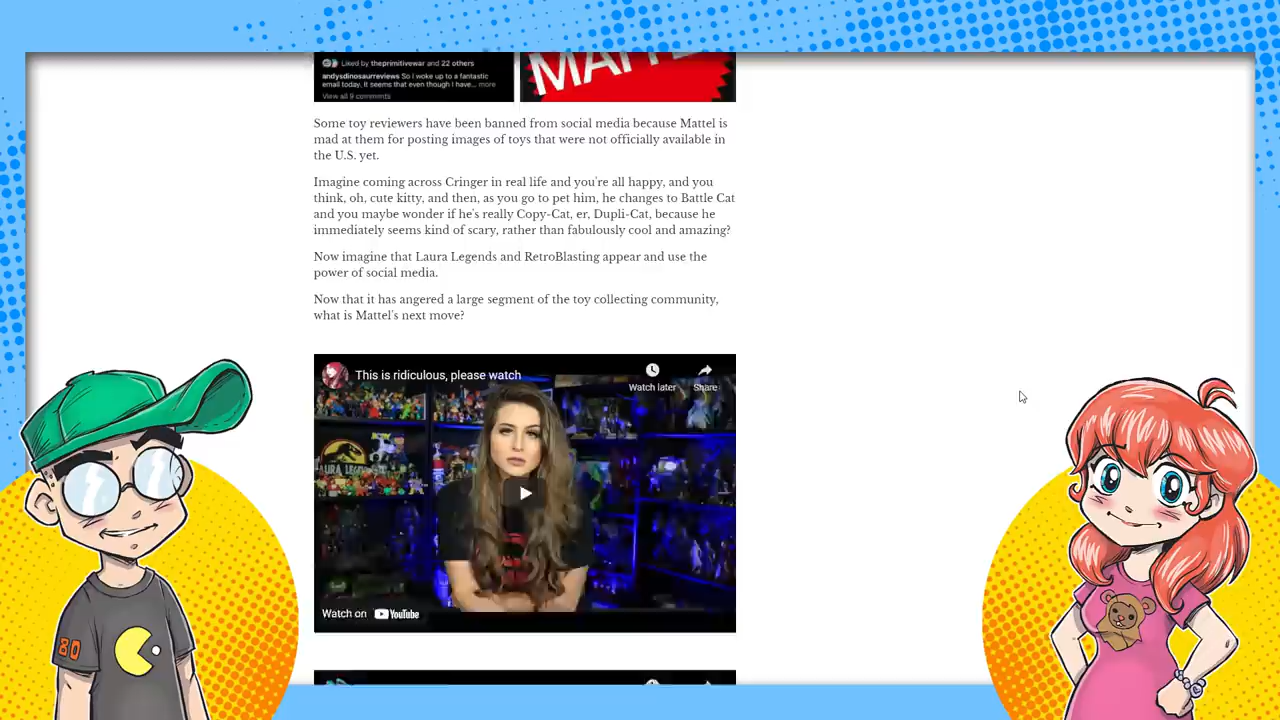 Liked by theprimitivewar and 22 others
andysdinosaurreviews So I woke up to a fantastic
email today, it seems that even though I have... more
View all 9 comments
Some toy reviewers have been banned from social media because Mattel is
mad at them for posting images of toys that were not officially available in
the U.S. yet.
Imagine coming across Cringer in real life and you're all happy, and you
think, oh, cute kitty, and then, as you go to pet him, he changes to Battle Cat
and you maybe wonder if he's really Copy-Cat, er, Dupli-Cat, because he
immediately seems kind of scary, rather than fabulously cool and amazing?
Now imagine that Laura Legends and RetroBlasting appear and use the
power of social media.
Now that it has angered a large segment of the toy collecting community,
what is Mattel's next move?
This is ridiculous, please watch
Watch later
Share
LAURA LEGENDS
Watch on YouTube
80